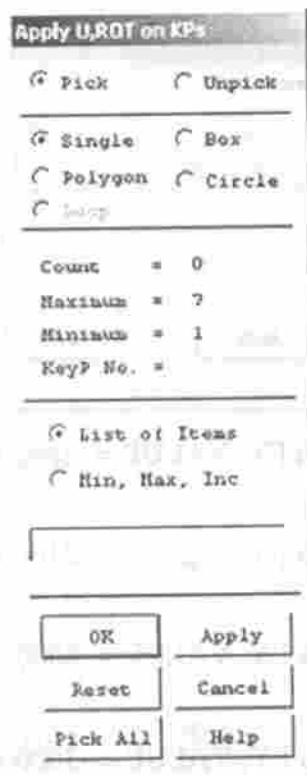 Apply U,ROT on KPs
Pick Unpick
Single Box
Polygon Circle
Loop
Count = 0
Maximum = 7
Minimum = 1
KeyP No. =
List of Items
Min, Max, Inc
OK Apply
Reset Cancel
Pick All Help